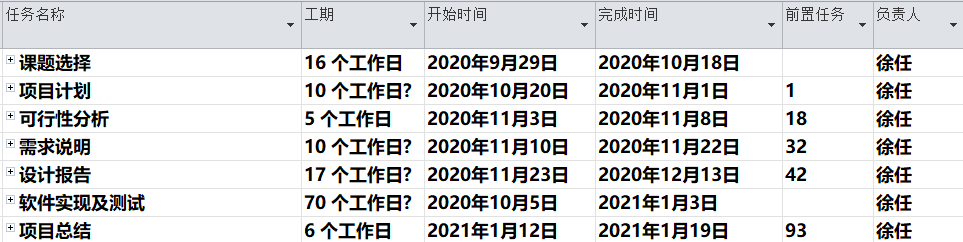 任务名称 工期 开始时间 完成时间 前置任务 负责人
课题选择 16 个工作日 2020年9月29日 2020年10月18日 徐任
项目计划 10 个工作日? 2020年10月20日 2020年11月1日 1 徐任
可行性分析 5 个工作日 2020年11月3日 2020年11月8日 18 徐任
需求说明 10 个工作日? 2020年11月10日 2020年11月22日 32 徐任
设计报告 17 个工作日? 2020年11月23日 2020年12月13日 42 徐任
软件实现及测试 70 个工作日? 2020年10月5日 2021年1月3日 徐任
项目总结 6 个工作日 2021年1月12日 2021年1月19日 93 徐任